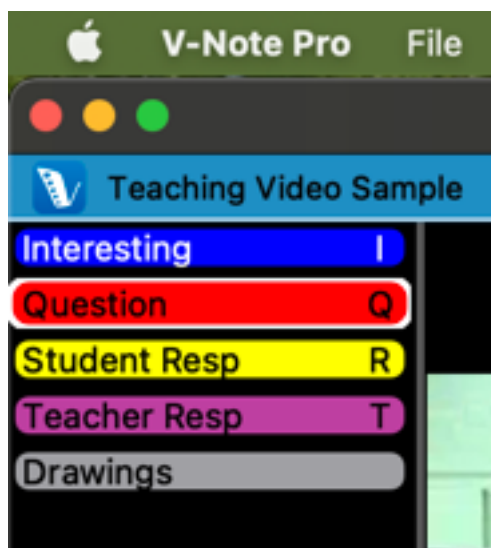 V-Note Pro File
Teaching Video Sample
Interesting I
Question Q
Student Resp R
Teacher Resp T
Drawings